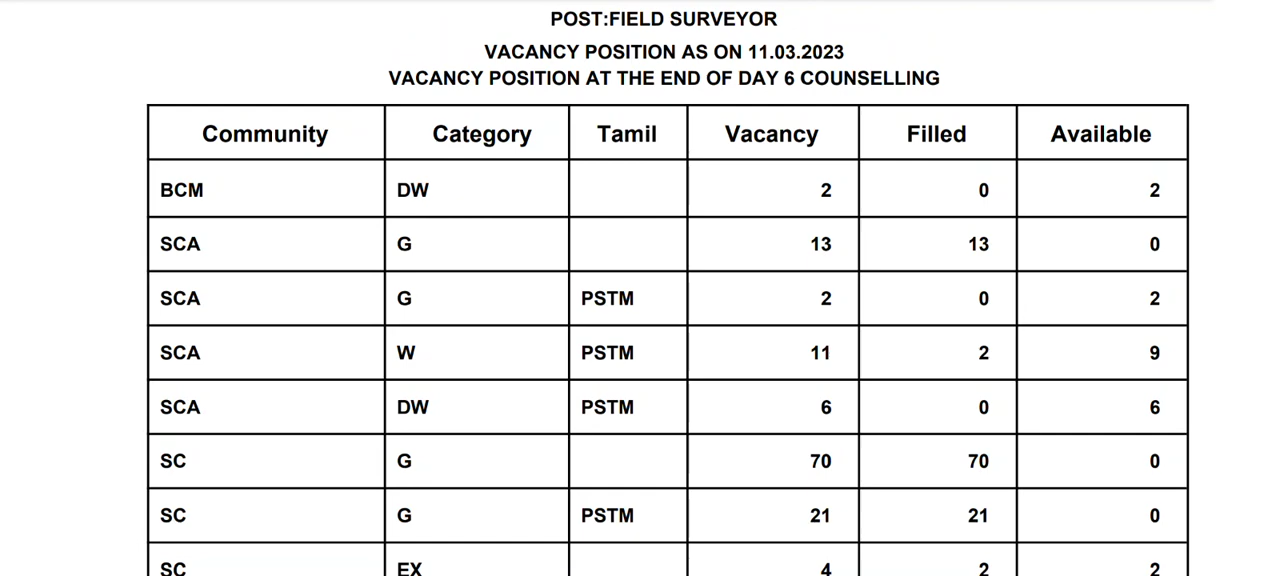 POST:FIELD SURVEYOR
VACANCY POSITION AS ON 11.03.2023
VACANCY POSITION AT THE END OF DAY 6 COUNSELLING
Community Category Tamil Vacancy Filled Available
BCM DW 2 0 2
SCA G 13 13 0
SCA G PSTM 2 0 2
SCA W PSTM 11 2 9
SCA DW PSTM 6 0 6
SC G 70 70 0
SC G PSTM 21 21 0
SC EX 4 2 2